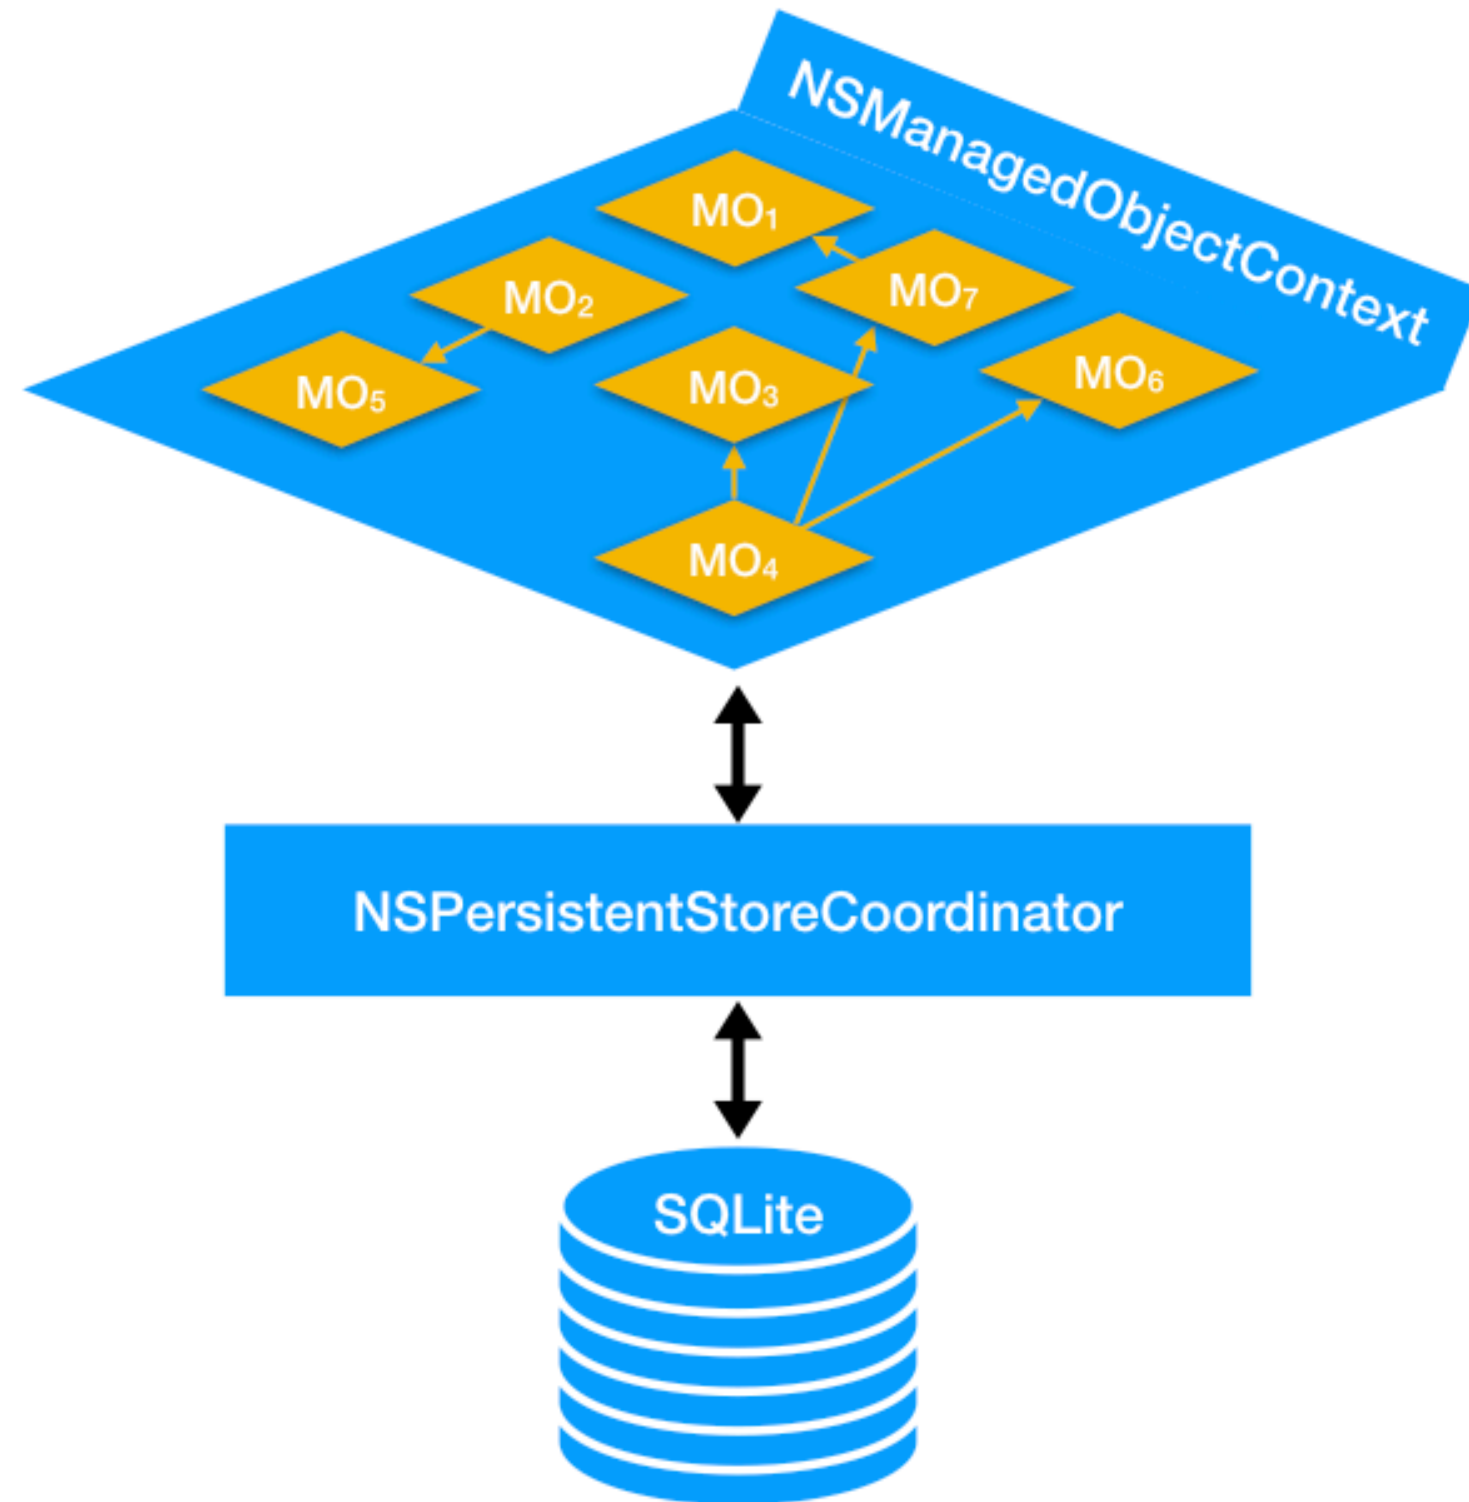 NSManagedObjectContext
MO₁
MO₂
MO₇
MO₅
MO₃
MO₆
MO₄
NSPersistentStoreCoordinator
SQLite